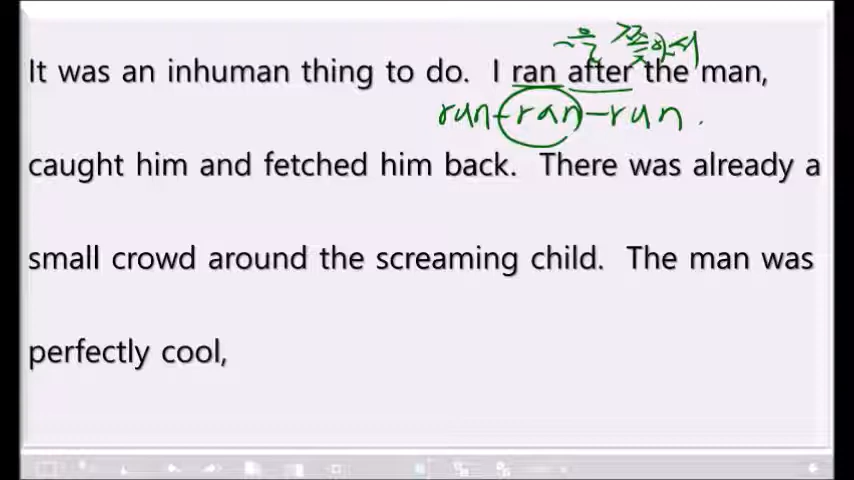 ~을 쫓아서
It was an inhuman thing to do. I ran after the man,
run-ran-run.
caught him and fetched him back. There was already a
small crowd around the screaming child. The man was
perfectly cool,